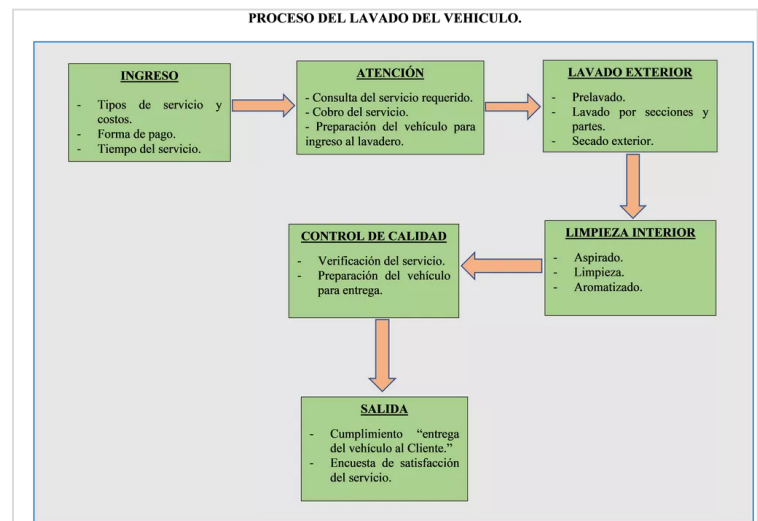 PROCESO DEL LAVADO DEL VEHICULO.
INGRESO
- Tipos de servicio y
costos.
- Forma de pago.
- Tiempo del servicio.
ATENCIÓN
- Consulta del servicio requerido.
- Cobro del servicio.
- Preparación del vehículo para
ingreso al lavadero.
LAVADO EXTERIOR
- Prelavado.
- Lavado por secciones y
partes.
- Secado exterior.
LIMPIEZA INTERIOR
- Aspirado.
- Limpieza.
- Aromatizado.
CONTROL DE CALIDAD
- Verificación del servicio.
- Preparación del vehículo
para entrega.
SALIDA
- Cumplimiento “entrega
del vehículo al Cliente.”
- Encuesta de satisfacción
del servicio.